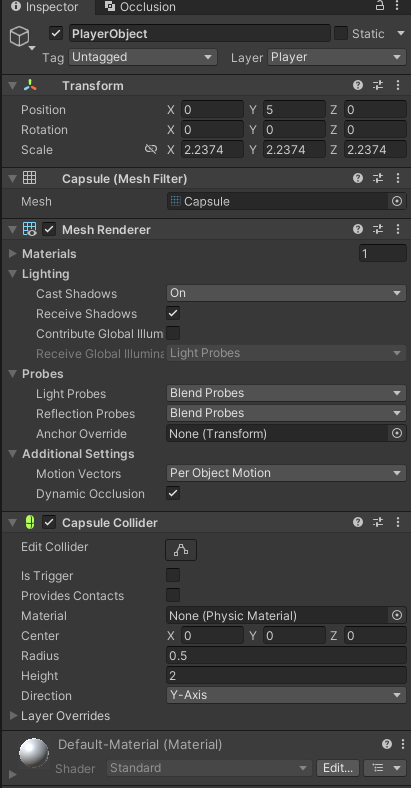 Inspector Occlusion
PlayerObject Static
Tag Untagged Layer Player
Transform
Position X 0 Y 5 Z 0
Rotation X 0 Y 0 Z 0
Scale X 2.2374 Y 2.2374 Z 2.2374
Capsule (Mesh Filter)
Mesh Capsule
Mesh Renderer
Materials 1
Lighting
Cast Shadows On
Receive Shadows
Contribute Global Illum
Receive Global Illumina Light Probes
Probes
Light Probes Blend Probes
Reflection Probes Blend Probes
Anchor Override None (Transform)
Additional Settings
Motion Vectors Per Object Motion
Dynamic Occlusion
Capsule Collider
Edit Collider
Is Trigger
Provides Contacts
Material None (Physic Material)
Center X 0 Y 0 Z 0
Radius 0.5
Height 2
Direction Y-Axis
Layer Overrides
Default-Material (Material)
Shader Standard Edit...